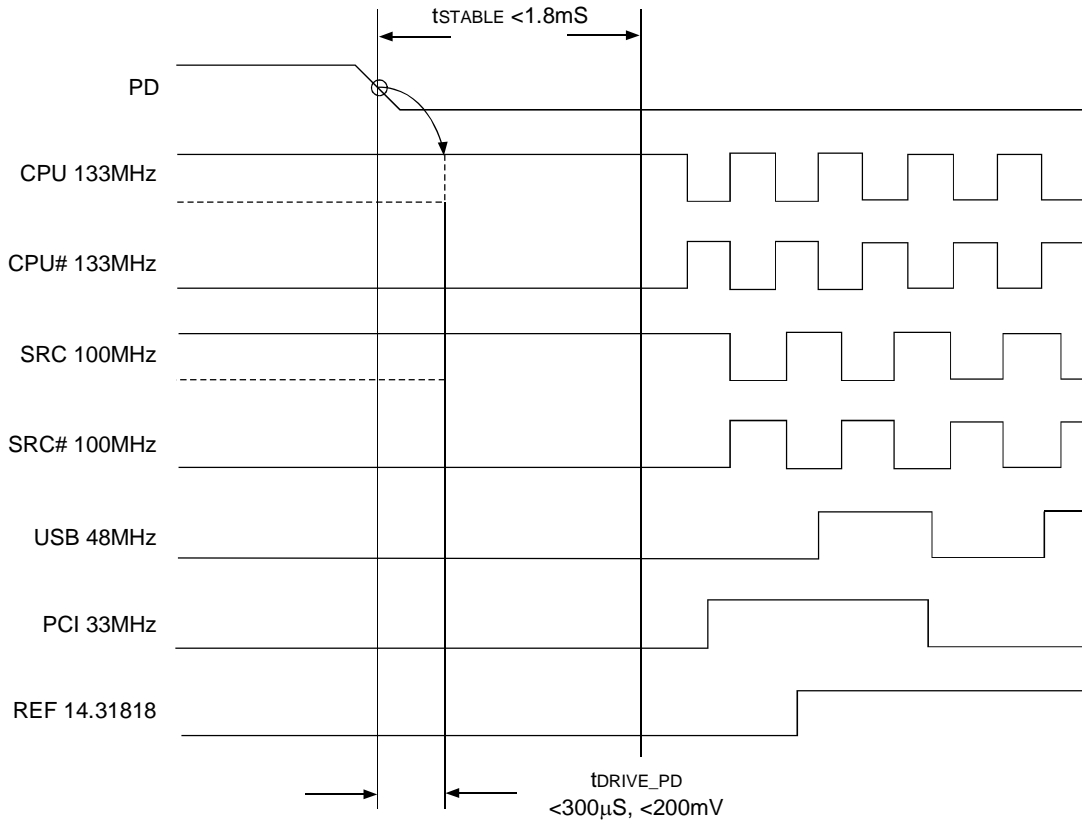 tSTABLE <1.8mS
PD
CPU 133MHz
CPU# 133MHz
SRC 100MHz
SRC# 100MHz
USB 48MHz
PCI 33MHz
REF 14.31818
tDRIVE_PD
<300μS, <200mV